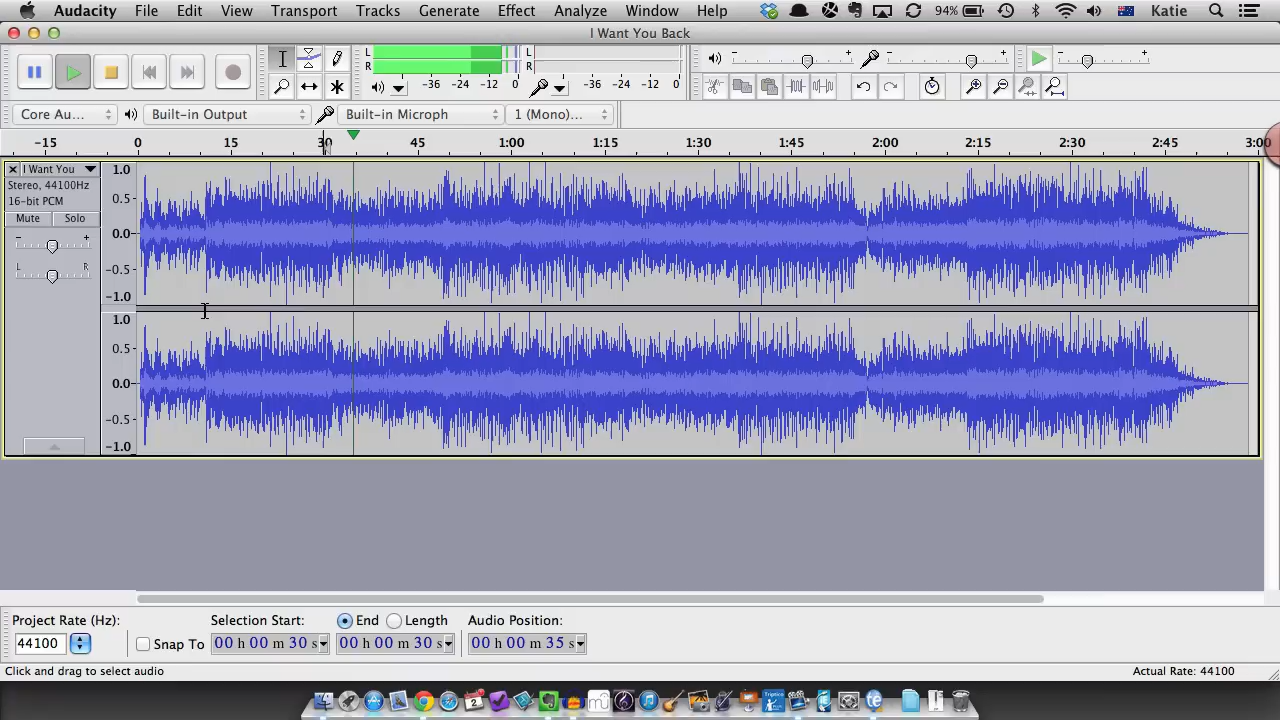 Audacity File Edit View Transport Tracks Generate Effect Analyze Window Help 94% Katie
I Want You Back
L L
R R
-36 -24 -12 0 -36 -24 -12 0
Core Au... Built-in Output Built-in Microph 1 (Mono)...
-15 0 15 30 45 1:00 1:15 1:30 1:45 2:00 2:15 2:30 2:45 3:00
I Want You
Stereo, 44100Hz
16-bit PCM
Mute Solo
- +
L R
1.0
0.5
0.0
-0.5
-1.0
1.0
0.5
0.0
-0.5
-1.0
Project Rate (Hz): Selection Start: End Length Audio Position:
44100 Snap To 00 h 00 m 30 s 00 h 00 m 30 s 00 h 00 m 35 s
Click and drag to select audio Actual Rate: 44100